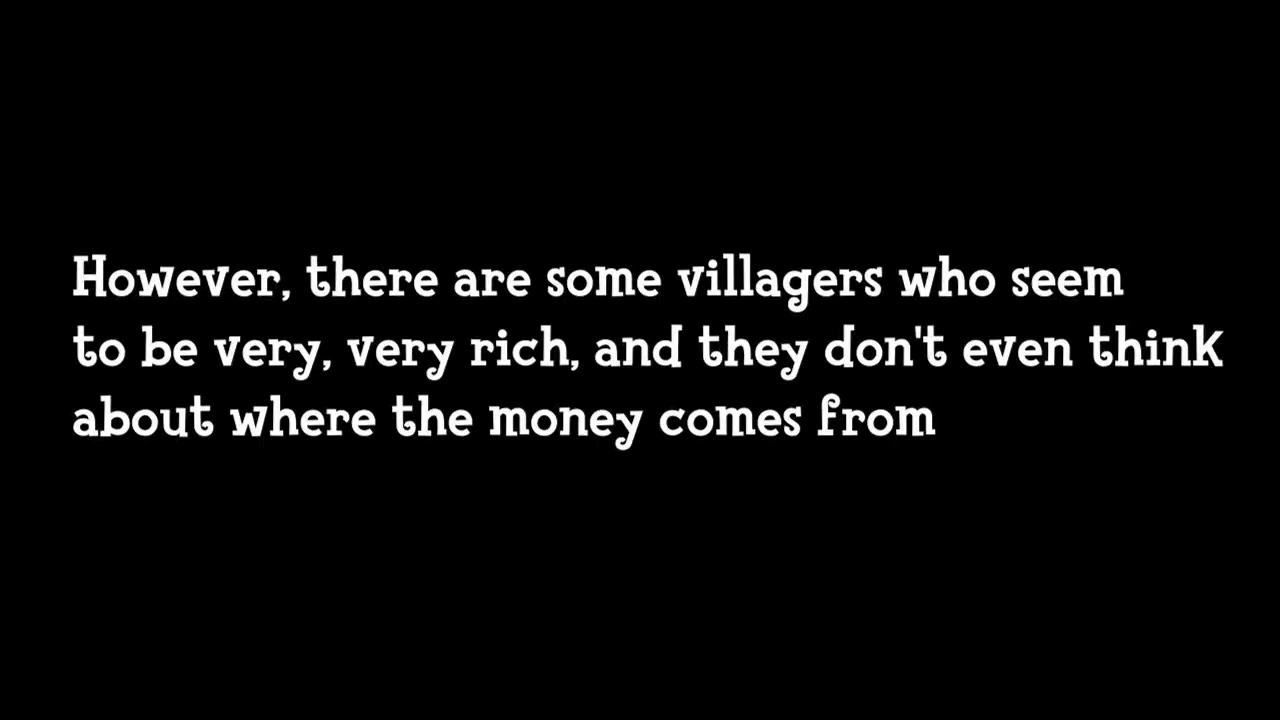 However, there are some villagers who seem
to be very, very rich, and they don't even think
about where the money comes from